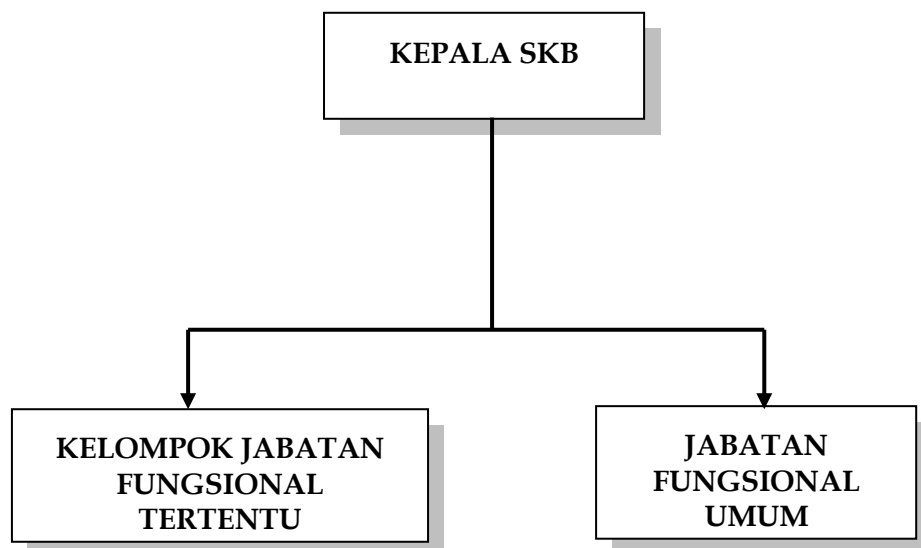 KEPALA SKB
KELOMPOK JABATAN
FUNGSIONAL
TERTENTU
JABATAN
FUNGSIONAL
UMUM